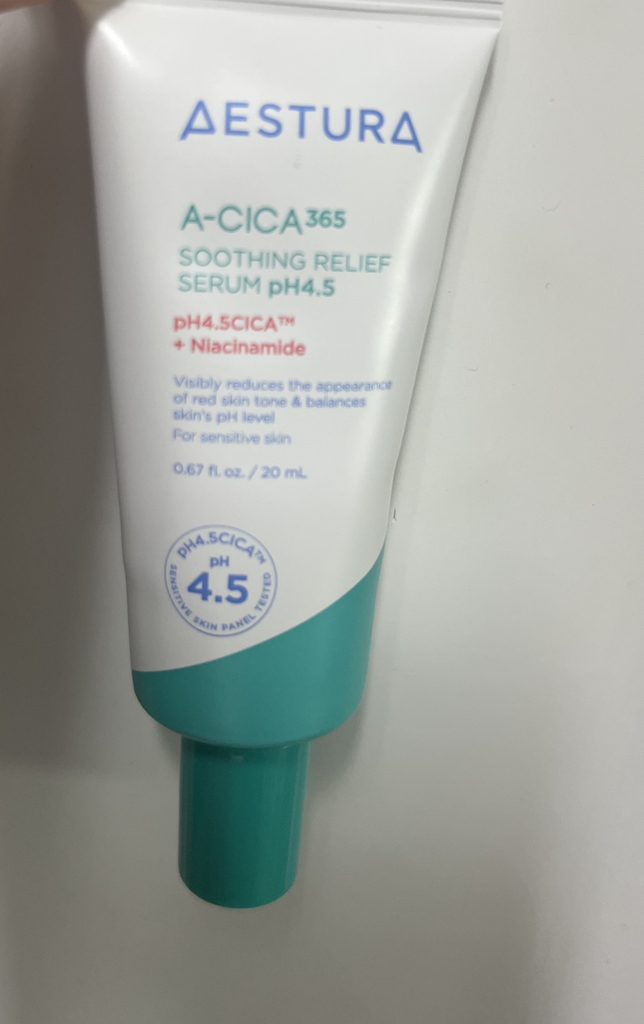 AESTURA
A-CICA365
SOOTHING RELIEF
SERUM pH4.5
pH4.5CICA™
+ Niacinamide
Visibly reduces the appearance
of red skin tone & balances
skin's pH level
For sensitive skin
0.67 fl. oz. / 20 mL
pH4.5CICA™
pH
4.5
SENSITIVE SKIN PANEL TESTED